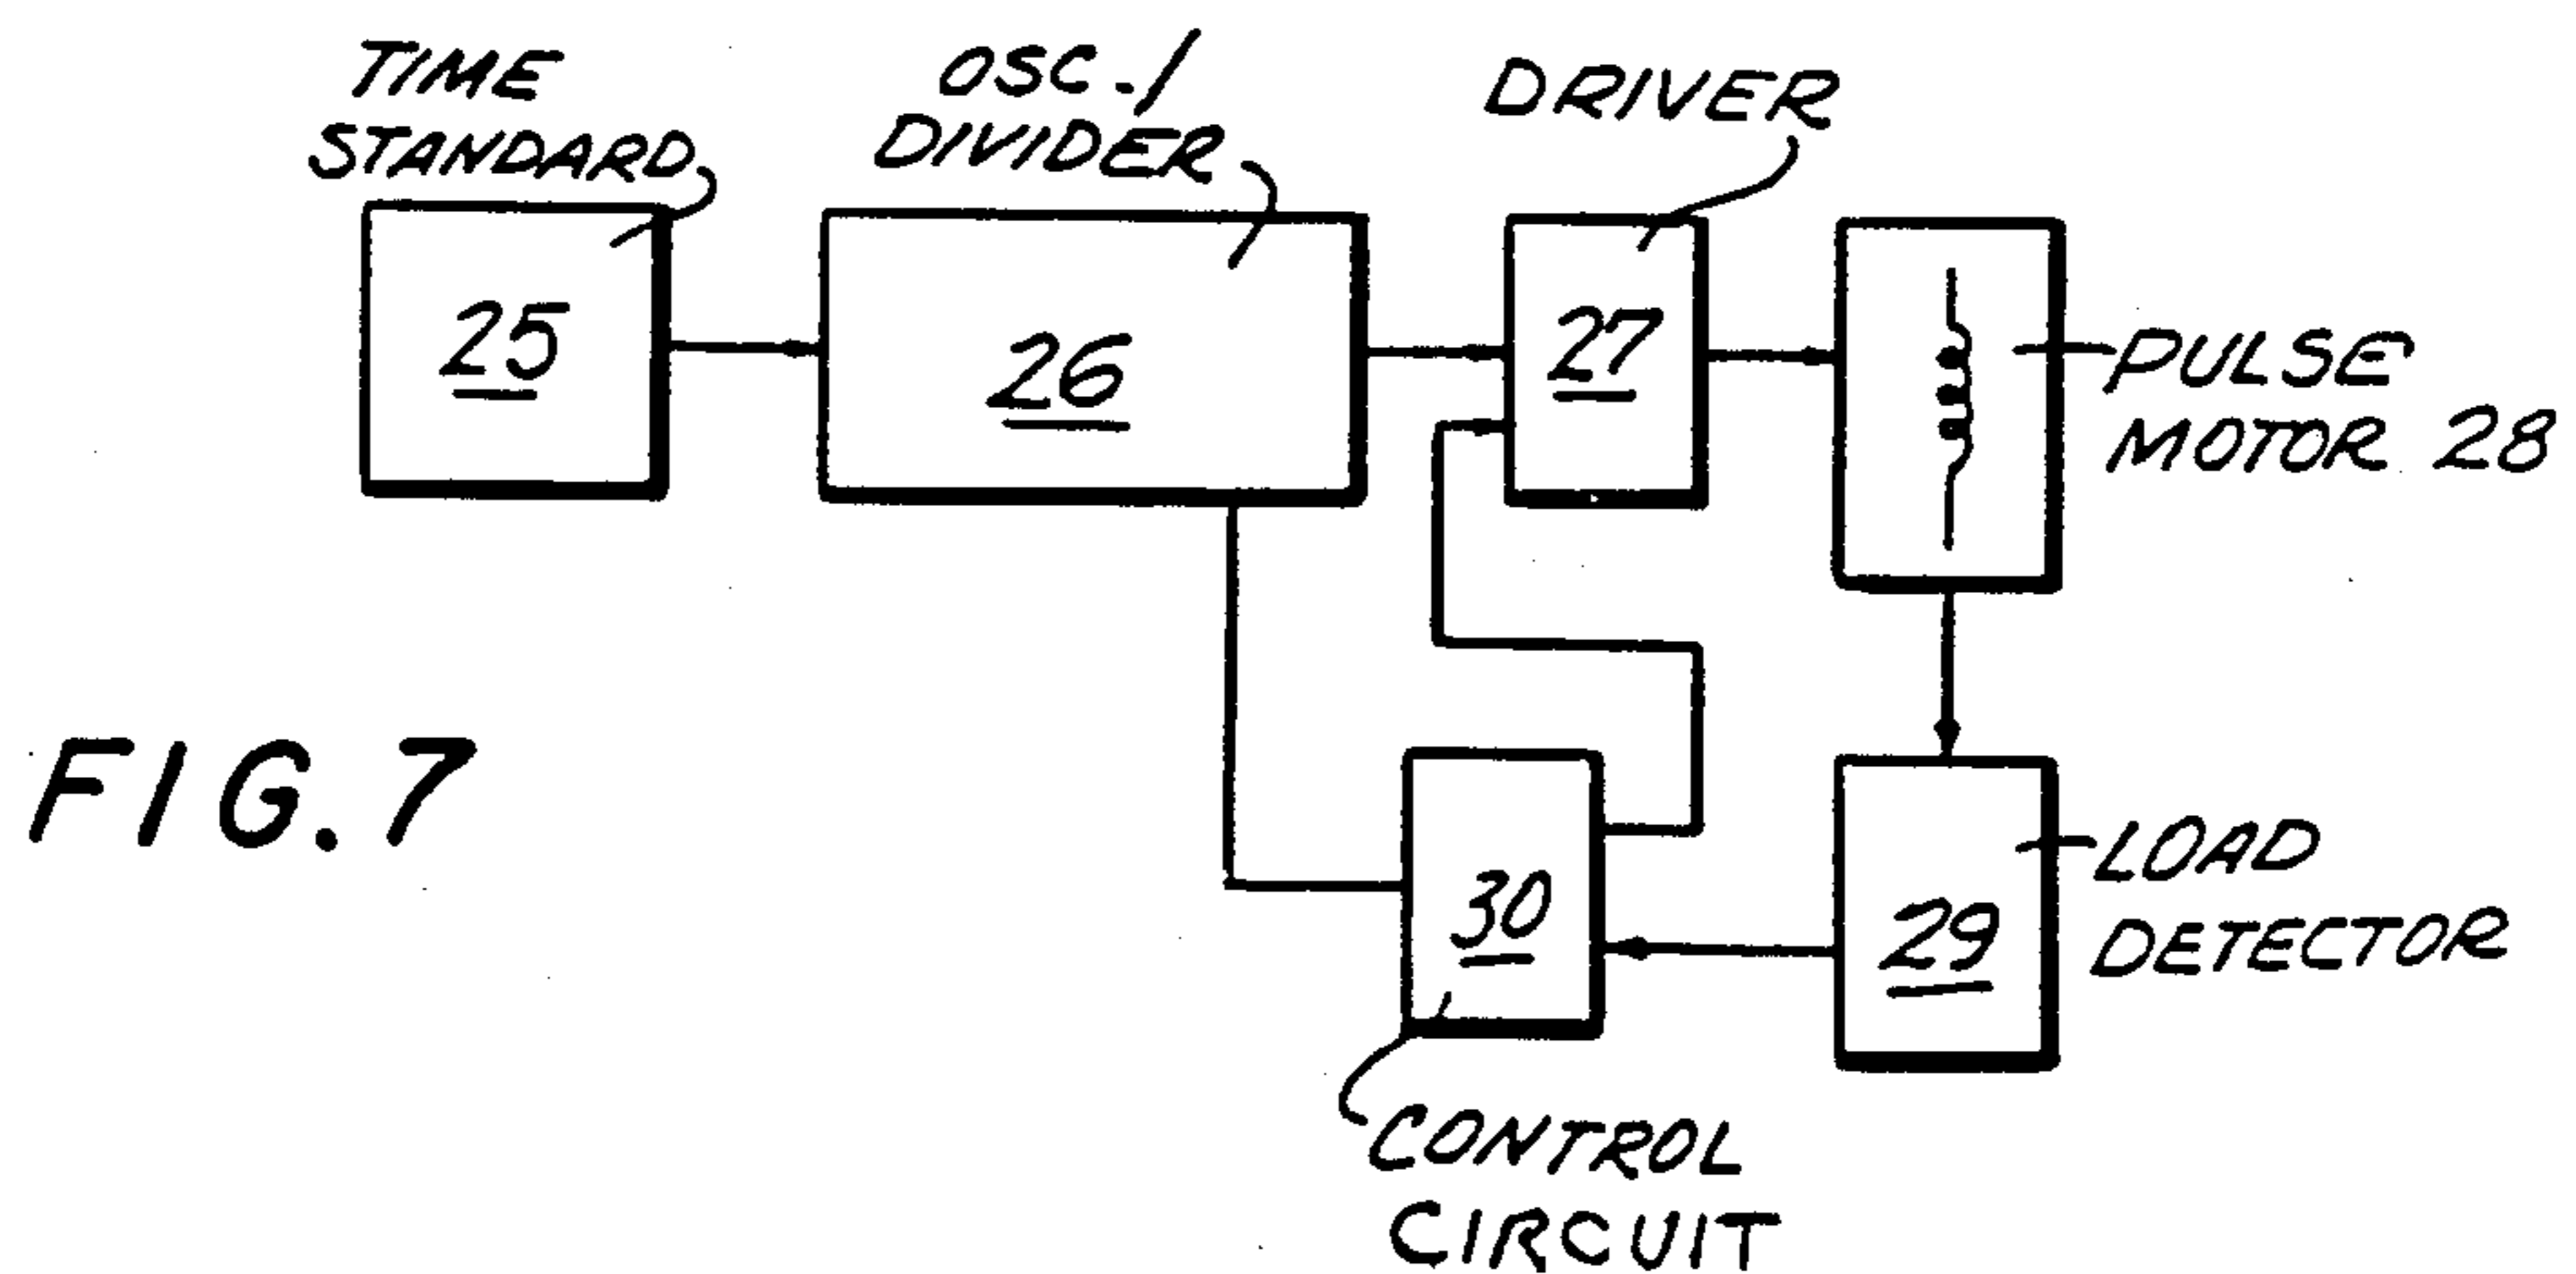 TIME
STANDARD
OSC./
DIVIDER
DRIVER
25
26
27
PULSE
MOTOR 28
FIG. 7
30
29
LOAD
DETECTOR
CONTROL
CIRCUIT